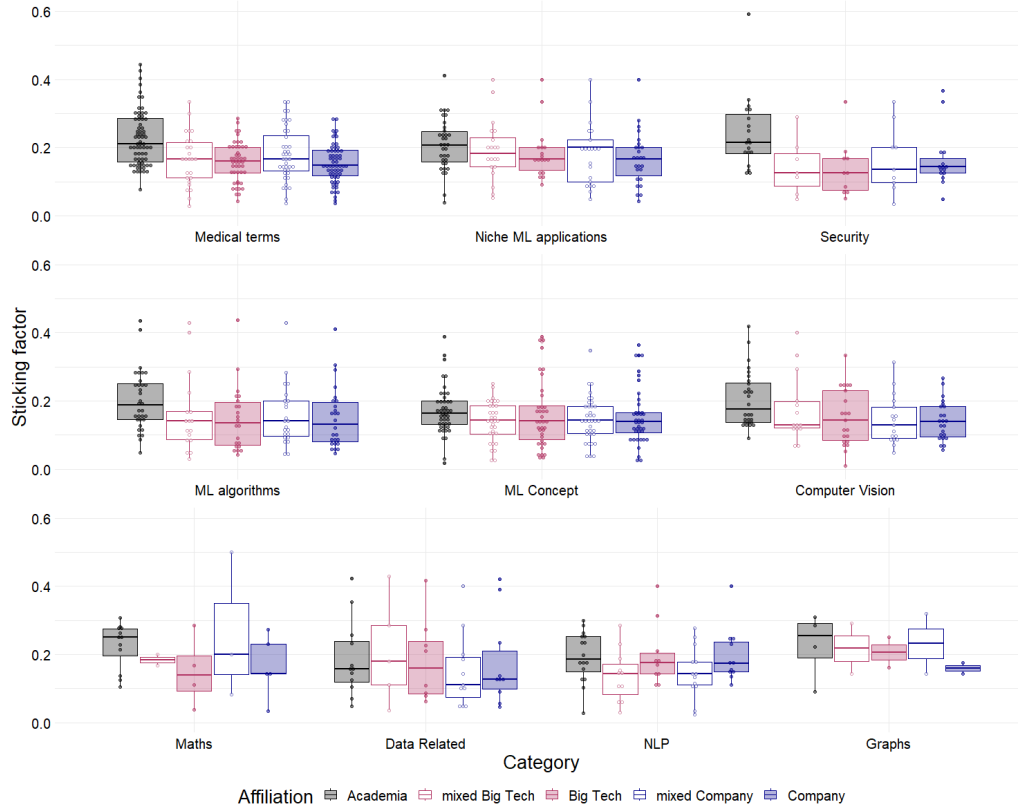 0.6
0.4
0.2
0.0
Medical terms
Niche ML applications
Security
0.6
0.4
0.2
0.0
ML algorithms
ML Concept
Computer Vision
Sticking factor
0.6
0.4
0.2
0.0
Maths
Data Related
NLP
Graphs
Category
Affiliation Academia mixed Big Tech Big Tech mixed Company Company